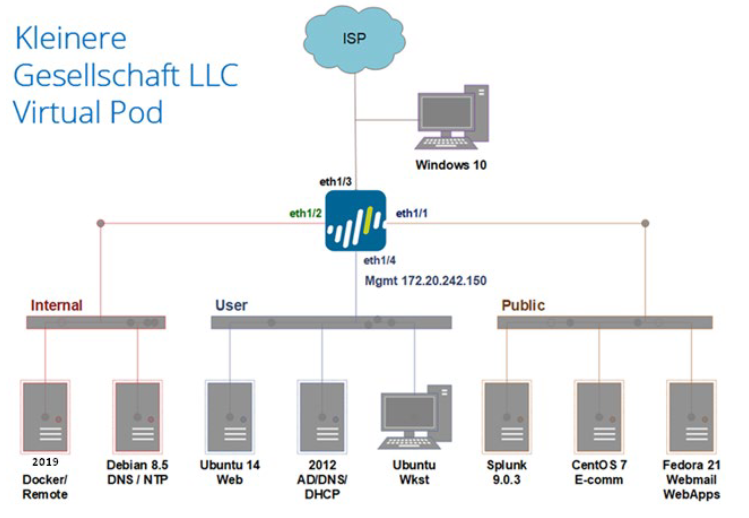 Kleinere
Gesellschaft LLC
Virtual Pod
ISP
Windows 10
eth1/3
eth1/2
eth1/1
eth1/4
Mgmt 172.20.242.150
Internal
User
Public
2019
Docker/
Remote
Debian 8.5
DNS / NTP
Ubuntu 14
Web
2012
AD/DNS/
DHCP
Ubuntu
Wkst
Splunk
9.0.3
CentOS 7
E-comm
Fedora 21
Webmail
WebApps